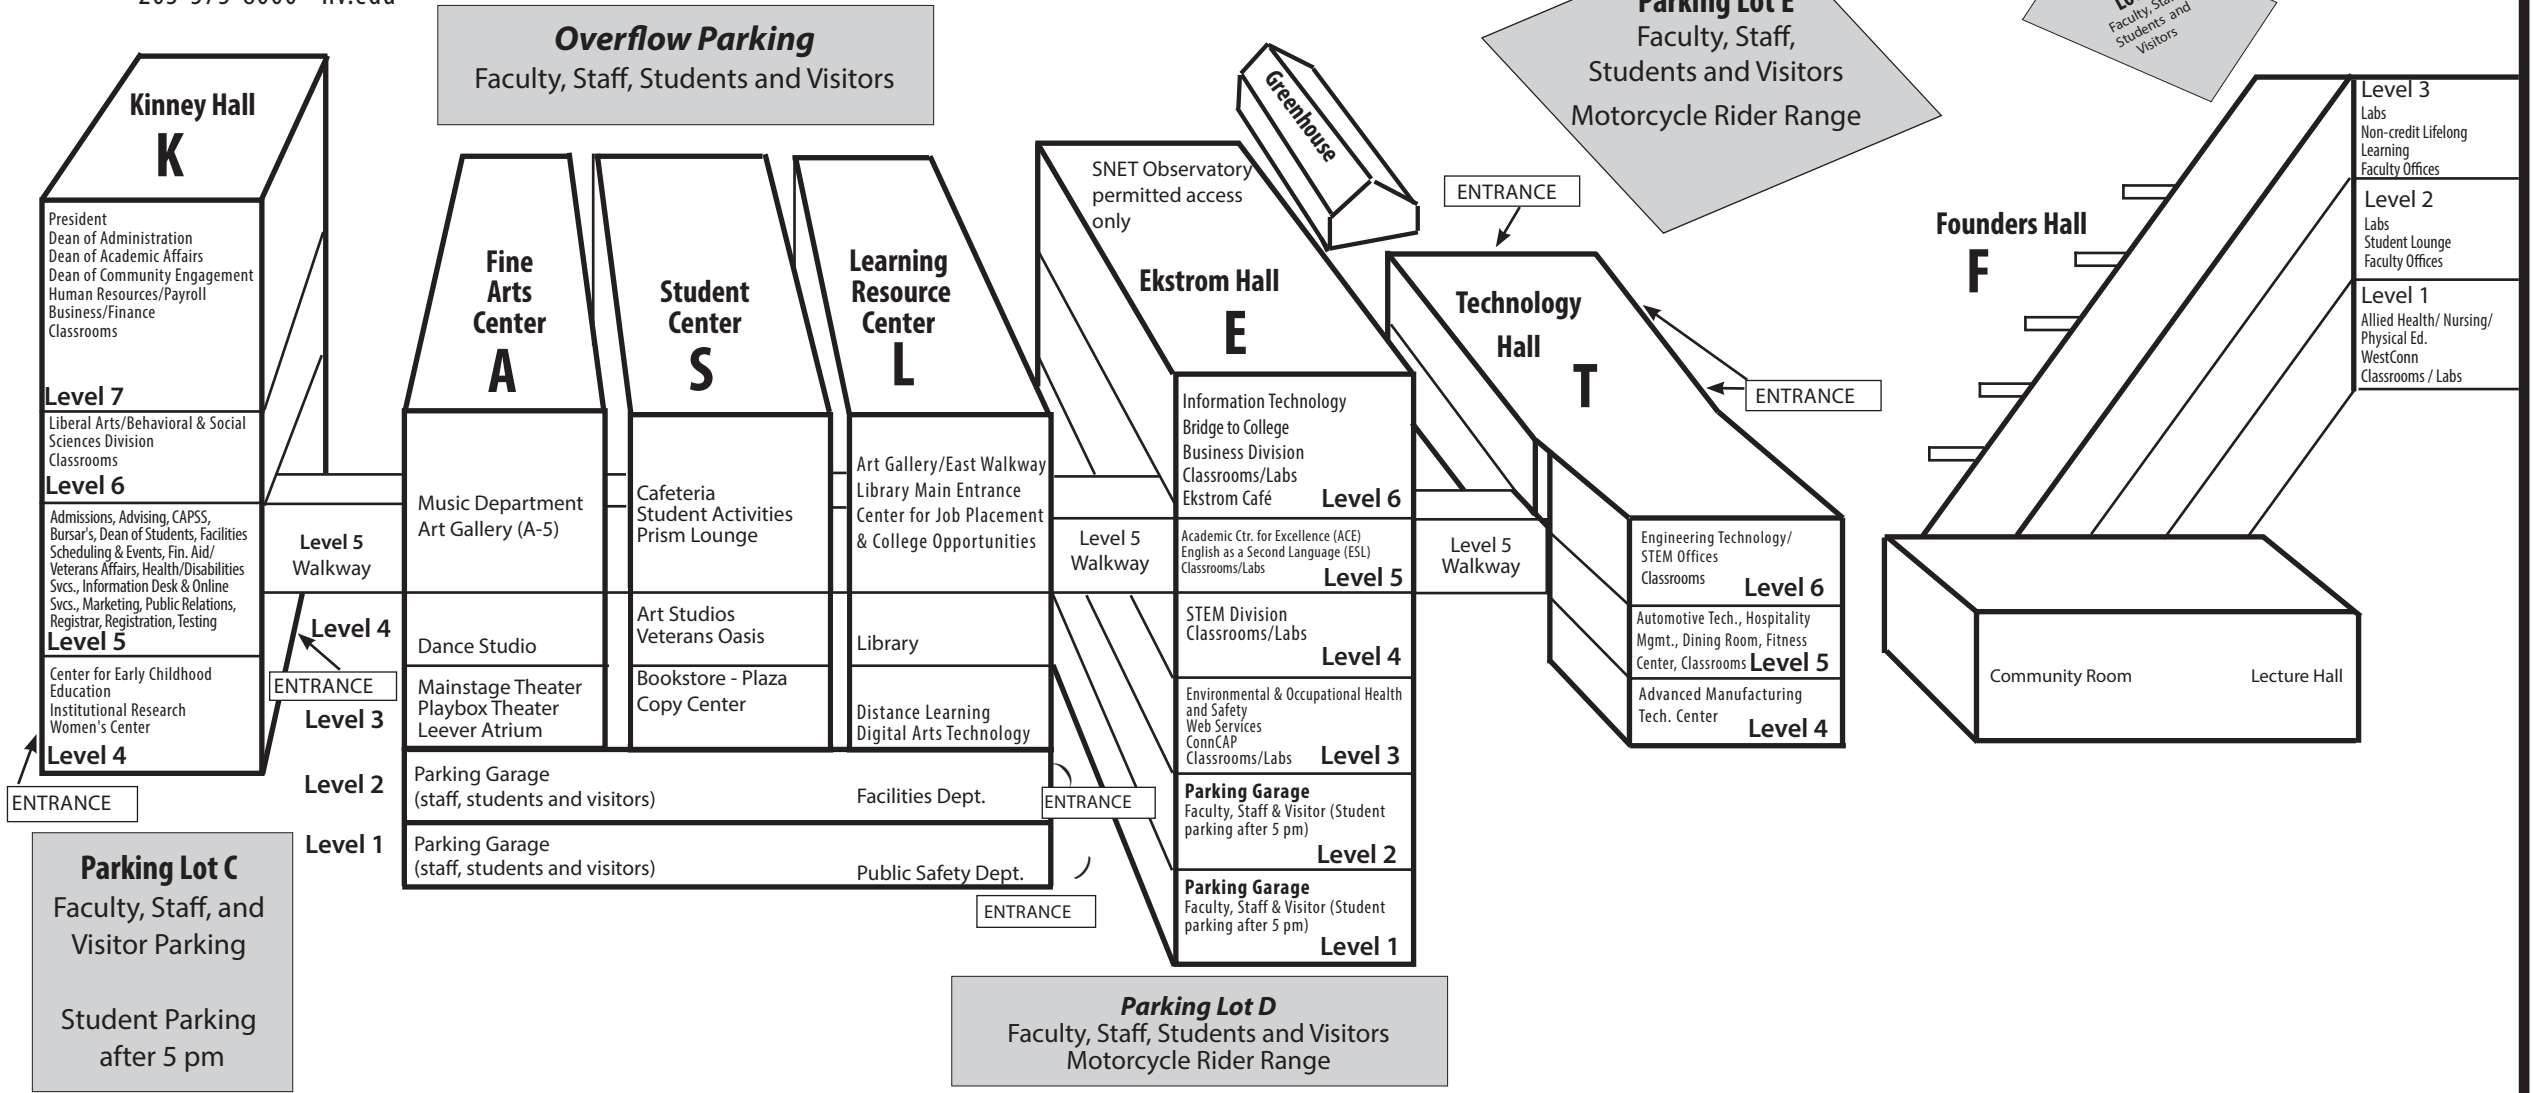 Overflow Parking
Faculty, Staff, Students and Visitors
Parking Lot E
Faculty, Staff,
Students and Visitors
Motorcycle Rider Range
Students and
Visitors
Kinney Hall
K
President
Dean of Administration
Dean of Academic Affairs
Dean of Community Engagement
Human Resources/Payroll
Business/Finance
Classrooms
Level 7
Liberal Arts/Behavioral & Social
Sciences Division
Classrooms
Level 6
Admissions, Advising, CAPSS,
Bursar's, Dean of Students, Facilities
Scheduling & Events, Fin. Aid/
Veterans Affairs, Health/Disabilities
Svcs., Information Desk & Online
Svcs., Marketing, Public Relations,
Registrar, Registration, Testing
Level 5
Center for Early Childhood
Education
Institutional Research
Women's Center
Level 4
ENTRANCE
Parking Lot C
Faculty, Staff, and
Visitor Parking
Student Parking
after 5 pm
Level 5
Walkway
Level 4
ENTRANCE
Level 3
Level 2
Level 1
Fine
Arts
Center
A
Music Department
Art Gallery (A-5)
Dance Studio
Mainstage Theater
Playbox Theater
Leever Atrium
Student
Center
S
Cafeteria
Student Activities
Prism Lounge
Art Studios
Veterans Oasis
Bookstore - Plaza
Copy Center
Learning
Resource
Center
L
Art Gallery/East Walkway
Library Main Entrance
Center for Job Placement
& College Opportunities
Library
Distance Learning
Digital Arts Technology
Parking Garage
(staff, students and visitors)
Facilities Dept.
ENTRANCE
Parking Garage
(staff, students and visitors)
Public Safety Dept.
ENTRANCE
Level 5
Walkway
SNET Observatory
permitted access
only
Greenhouse
Ekstrom Hall
E
Information Technology
Bridge to College
Business Division
Classrooms/Labs
Ekstrom Café
Level 6
Academic Ctr. for Excellence (ACE)
English as a Second Language (ESL)
Classrooms/Labs
Level 5
STEM Division
Classrooms/Labs
Level 4
Environmental & Occupational Health
and Safety
Web Services
ConnCAP
Classrooms/Labs
Level 3
Parking Garage
Faculty, Staff & Visitor (Student
parking after 5 pm)
Level 2
Parking Garage
Faculty, Staff & Visitor (Student
parking after 5 pm)
Level 1
Parking Lot D
Faculty, Staff, Students and Visitors
Motorcycle Rider Range
Level 5
Walkway
ENTRANCE
Technology
Hall
T
ENTRANCE
Engineering Technology/
STEM Offices
Classrooms
Level 6
Automotive Tech., Hospitality
Mgmt., Dining Room, Fitness
Center, Classrooms Level 5
Advanced Manufacturing
Tech. Center
Level 4
Founders Hall
F
Level 3
Labs
Non-credit Lifelong
Learning
Faculty Offices
Level 2
Labs
Student Lounge
Faculty Offices
Level 1
Allied Health/ Nursing/
Physical Ed.
WestConn
Classrooms / Labs
Community Room
Lecture Hall